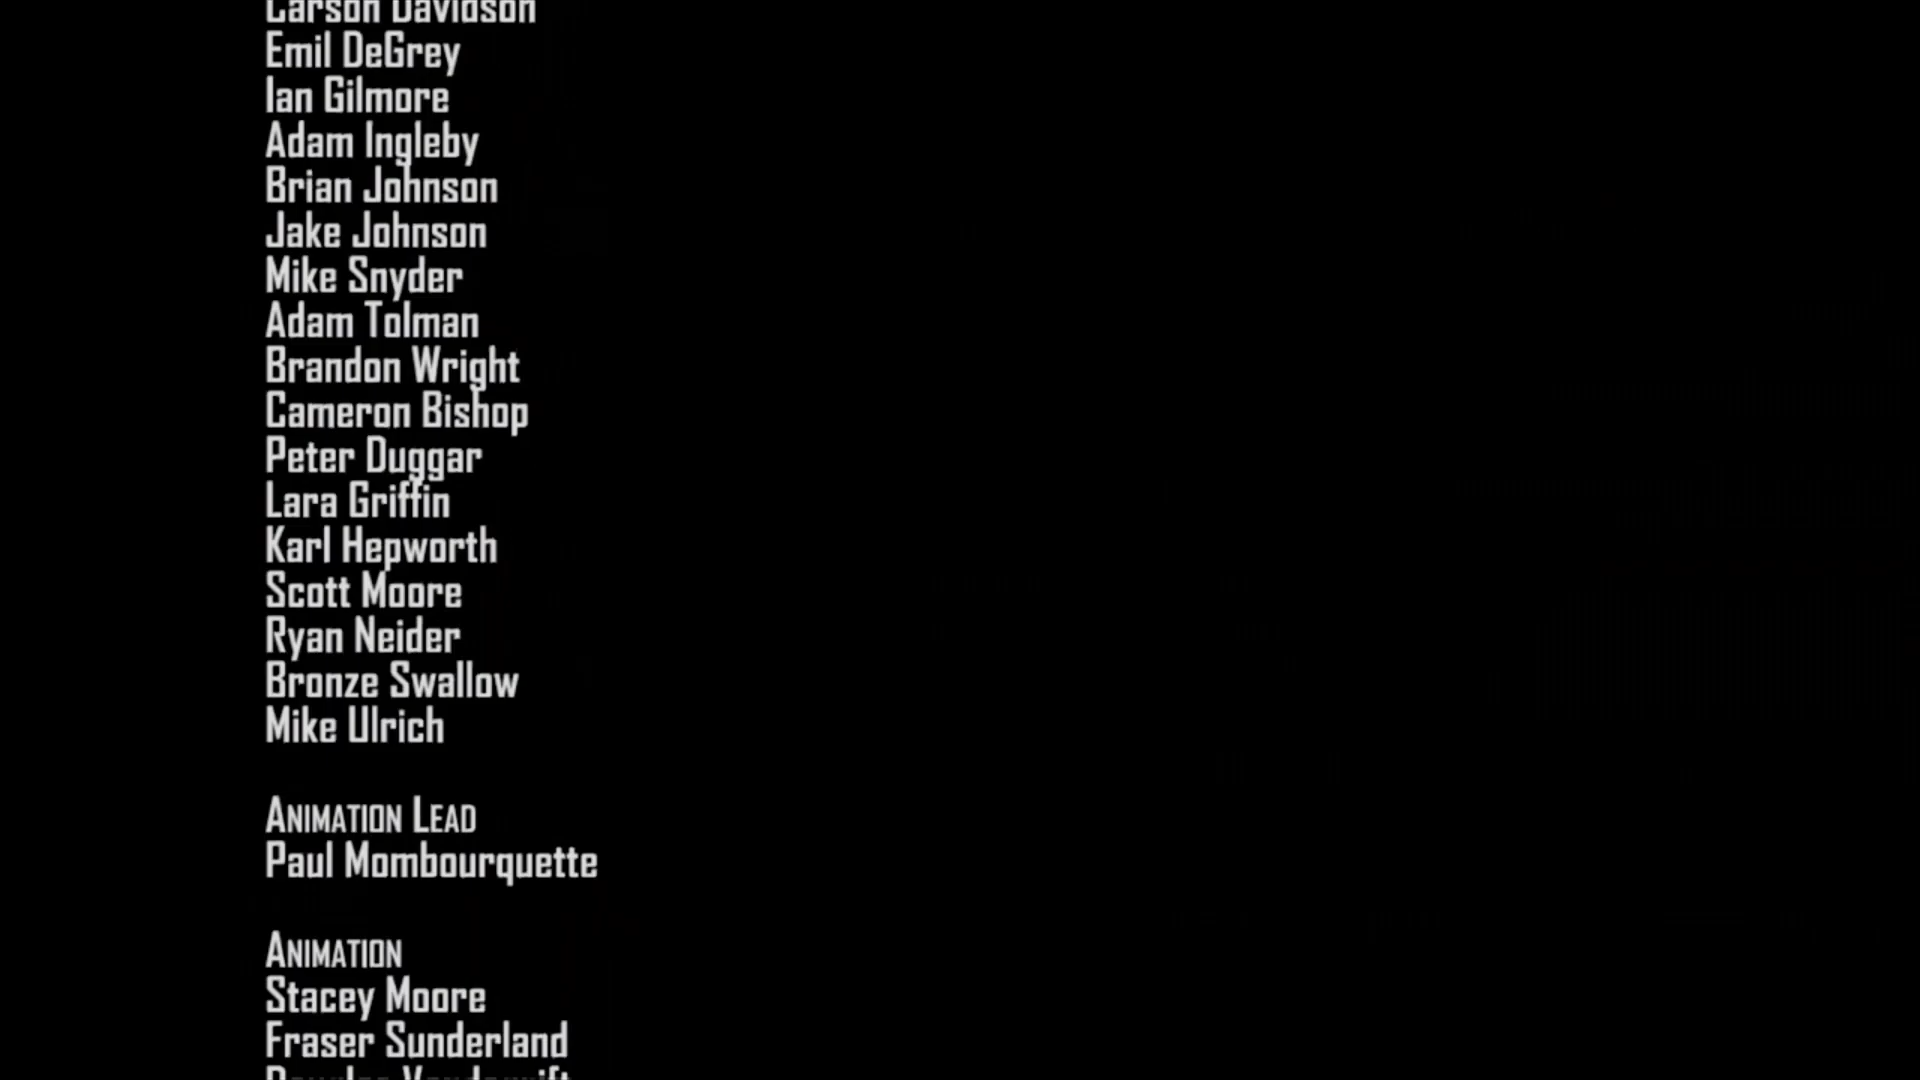 Carson Davidson
Emil DeGrey
Ian Gilmore
Adam Ingleby
Brian Johnson
Jake Johnson
Mike Snyder
Adam Tolman
Brandon Wright
Cameron Bishop
Peter Duggar
Lara Griffin
Karl Hepworth
Scott Moore
Ryan Neider
Bronze Swallow
Mike Ulrich
ANIMATION LEAD
Paul Mombourquette
ANIMATION
Stacey Moore
Fraser Sunderland